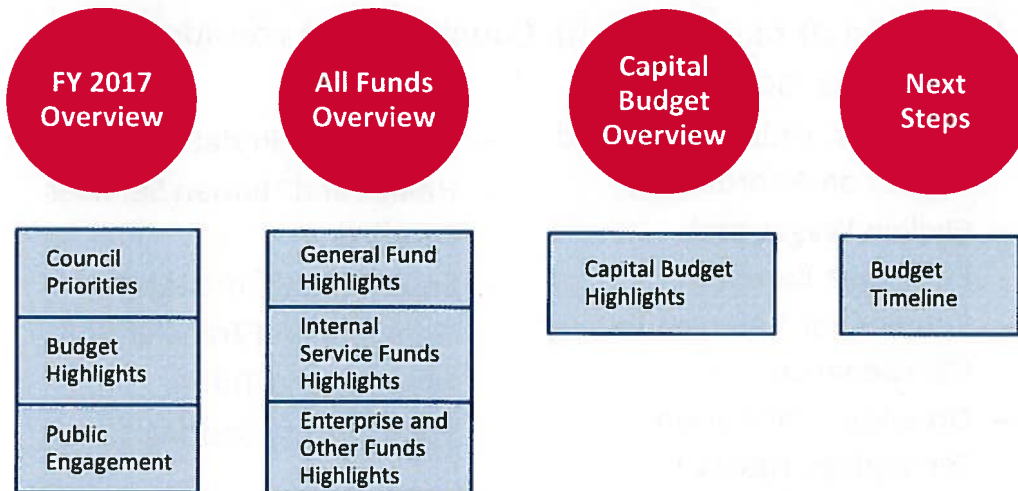 FY 2017
Overview
All Funds
Overview
Capital
Budget
Overview
Next
Steps
Council
Priorities
Budget
Highlights
Public
Engagement
General Fund
Highlights
Internal
Service Funds
Highlights
Enterprise and
Other Funds
Highlights
Capital Budget
Highlights
Budget
Timeline